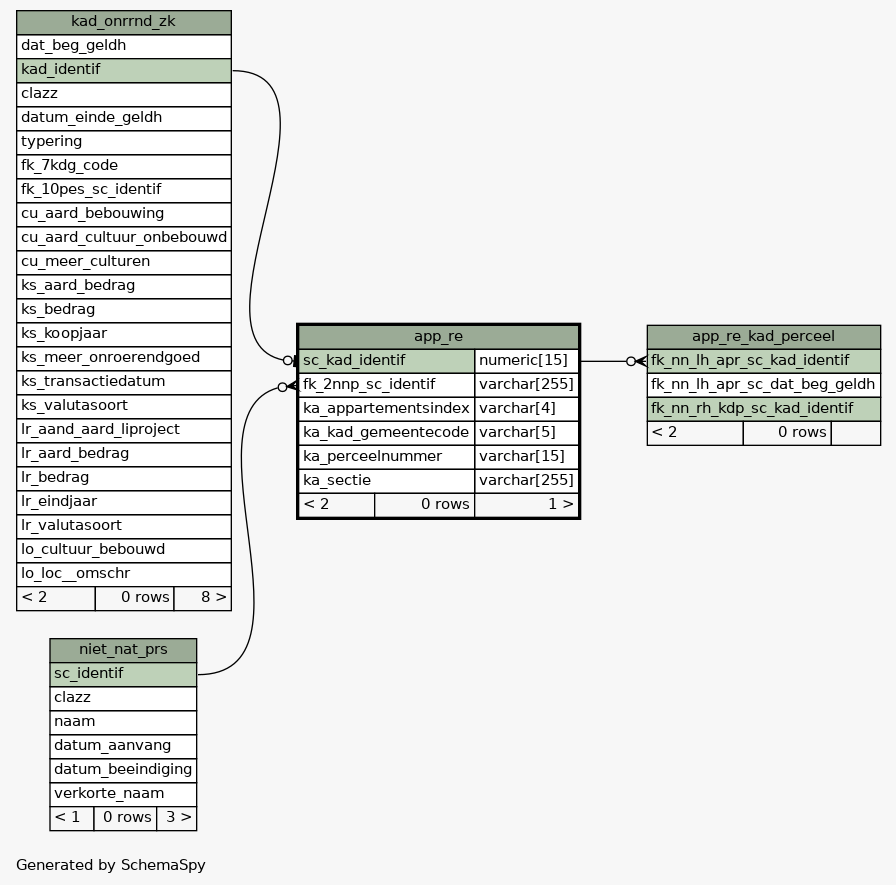 kad_onrrnd_zk
dat_beg_geldh
kad_identif
clazz
datum_einde_geldh
typering
fk_7kdg_code
fk_10pes_sc_identif
cu_aard_bebouwing
cu_aard_cultuur_onbebouwd
cu_meer_culturen
ks_aard_bedrag
ks_bedrag
ks_koopjaar
ks_meer_onroerendgoed
ks_transactiedatum
ks_valutasoort
lr_aand_aard_liproject
lr_aard_bedrag
lr_bedrag
lr_eindjaar
lr_valutasoort
lo_cultuur_bebouwd
lo_loc__omschr
< 2 0 rows 8 >
app_re
sc_kad_identif numeric[15]
fk_2nnp_sc_identif varchar[255]
ka_appartementsindex varchar[4]
ka_kad_gemeentecode varchar[5]
ka_perceelnummer varchar[15]
ka_sectie varchar[255]
< 2 0 rows 1 >
app_re_kad_perceel
fk_nn_lh_apr_sc_kad_identif
fk_nn_lh_apr_sc_dat_beg_geldh
fk_nn_rh_kdp_sc_kad_identif
< 2 0 rows
niet_nat_prs
sc_identif
clazz
naam
datum_aanvang
datum_beeindiging
verkorte_naam
< 1 0 rows 3 >
Generated by SchemaSpy